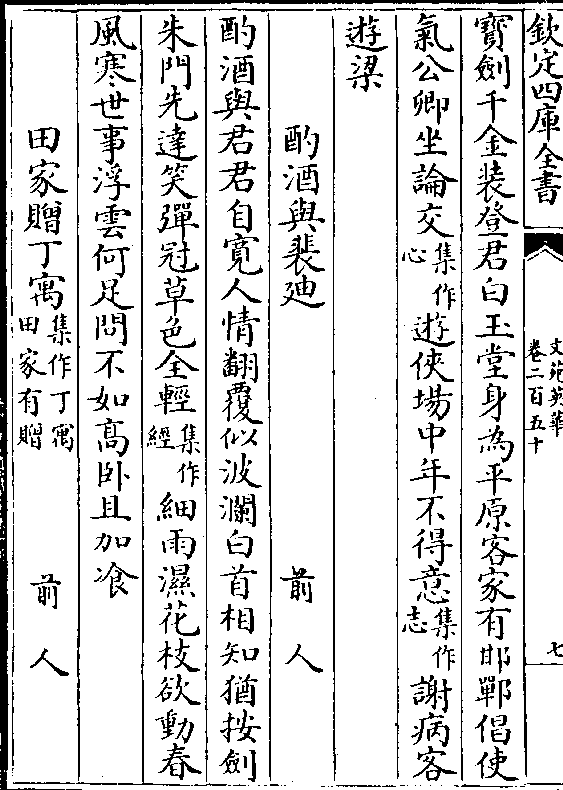 欽定四庫全書
文苑英華
卷二百五十
七
寳劍千金装登君白玉堂身為平原客家有邯鄲倡使
氣公卿坐論交集作心遊俠場中年不得意集作志謝病客
遊梁
酌酒與裴廸 前人
酌酒與君君自寛人情翻覆似波瀾白首相知猶按劍
朱門先達笑彈冠草色全輕集作經細雨濕花枝欲動春
風寒世事浮雲何足問不如髙卧且加飡
田家贈丁㝢集作丁㝢田家有贈 前人